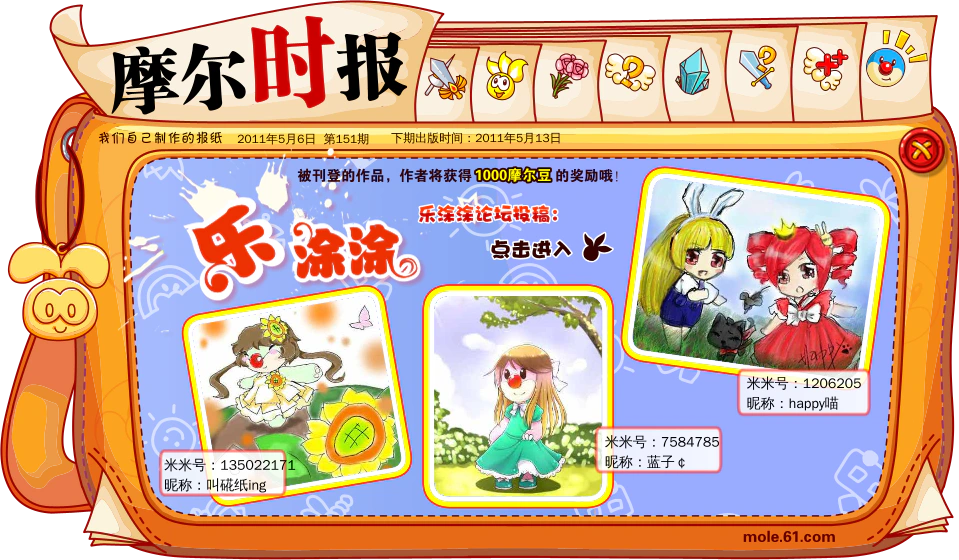 摩尔时报
我们自己制作的报纸 2011年5月6日 第151期 下期出版时间：2011年5月13日
被刊登的作品，作者将获得1000摩尔豆的奖励哦！
乐涂涂
乐涂涂论坛投稿：
点击进入
happy
米米号：1206205
昵称：happy喵
米米号：7584785
昵称：蓝子￠
米米号：135022171
昵称：叫硴纸ing
mole.61.com